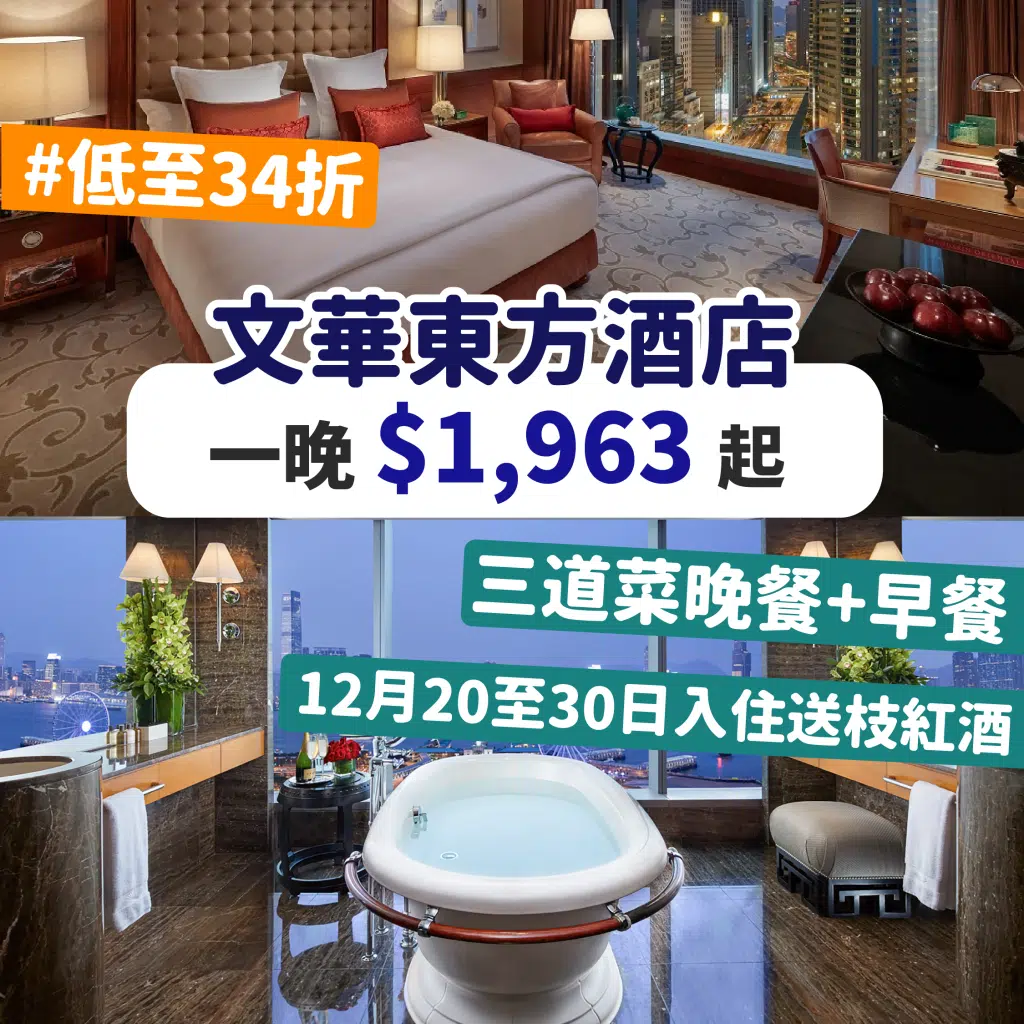 #低至34折
文華東方酒店
一晚 $1,963 起
三道菜晚餐+早餐
12月20至30日入住送枝紅酒